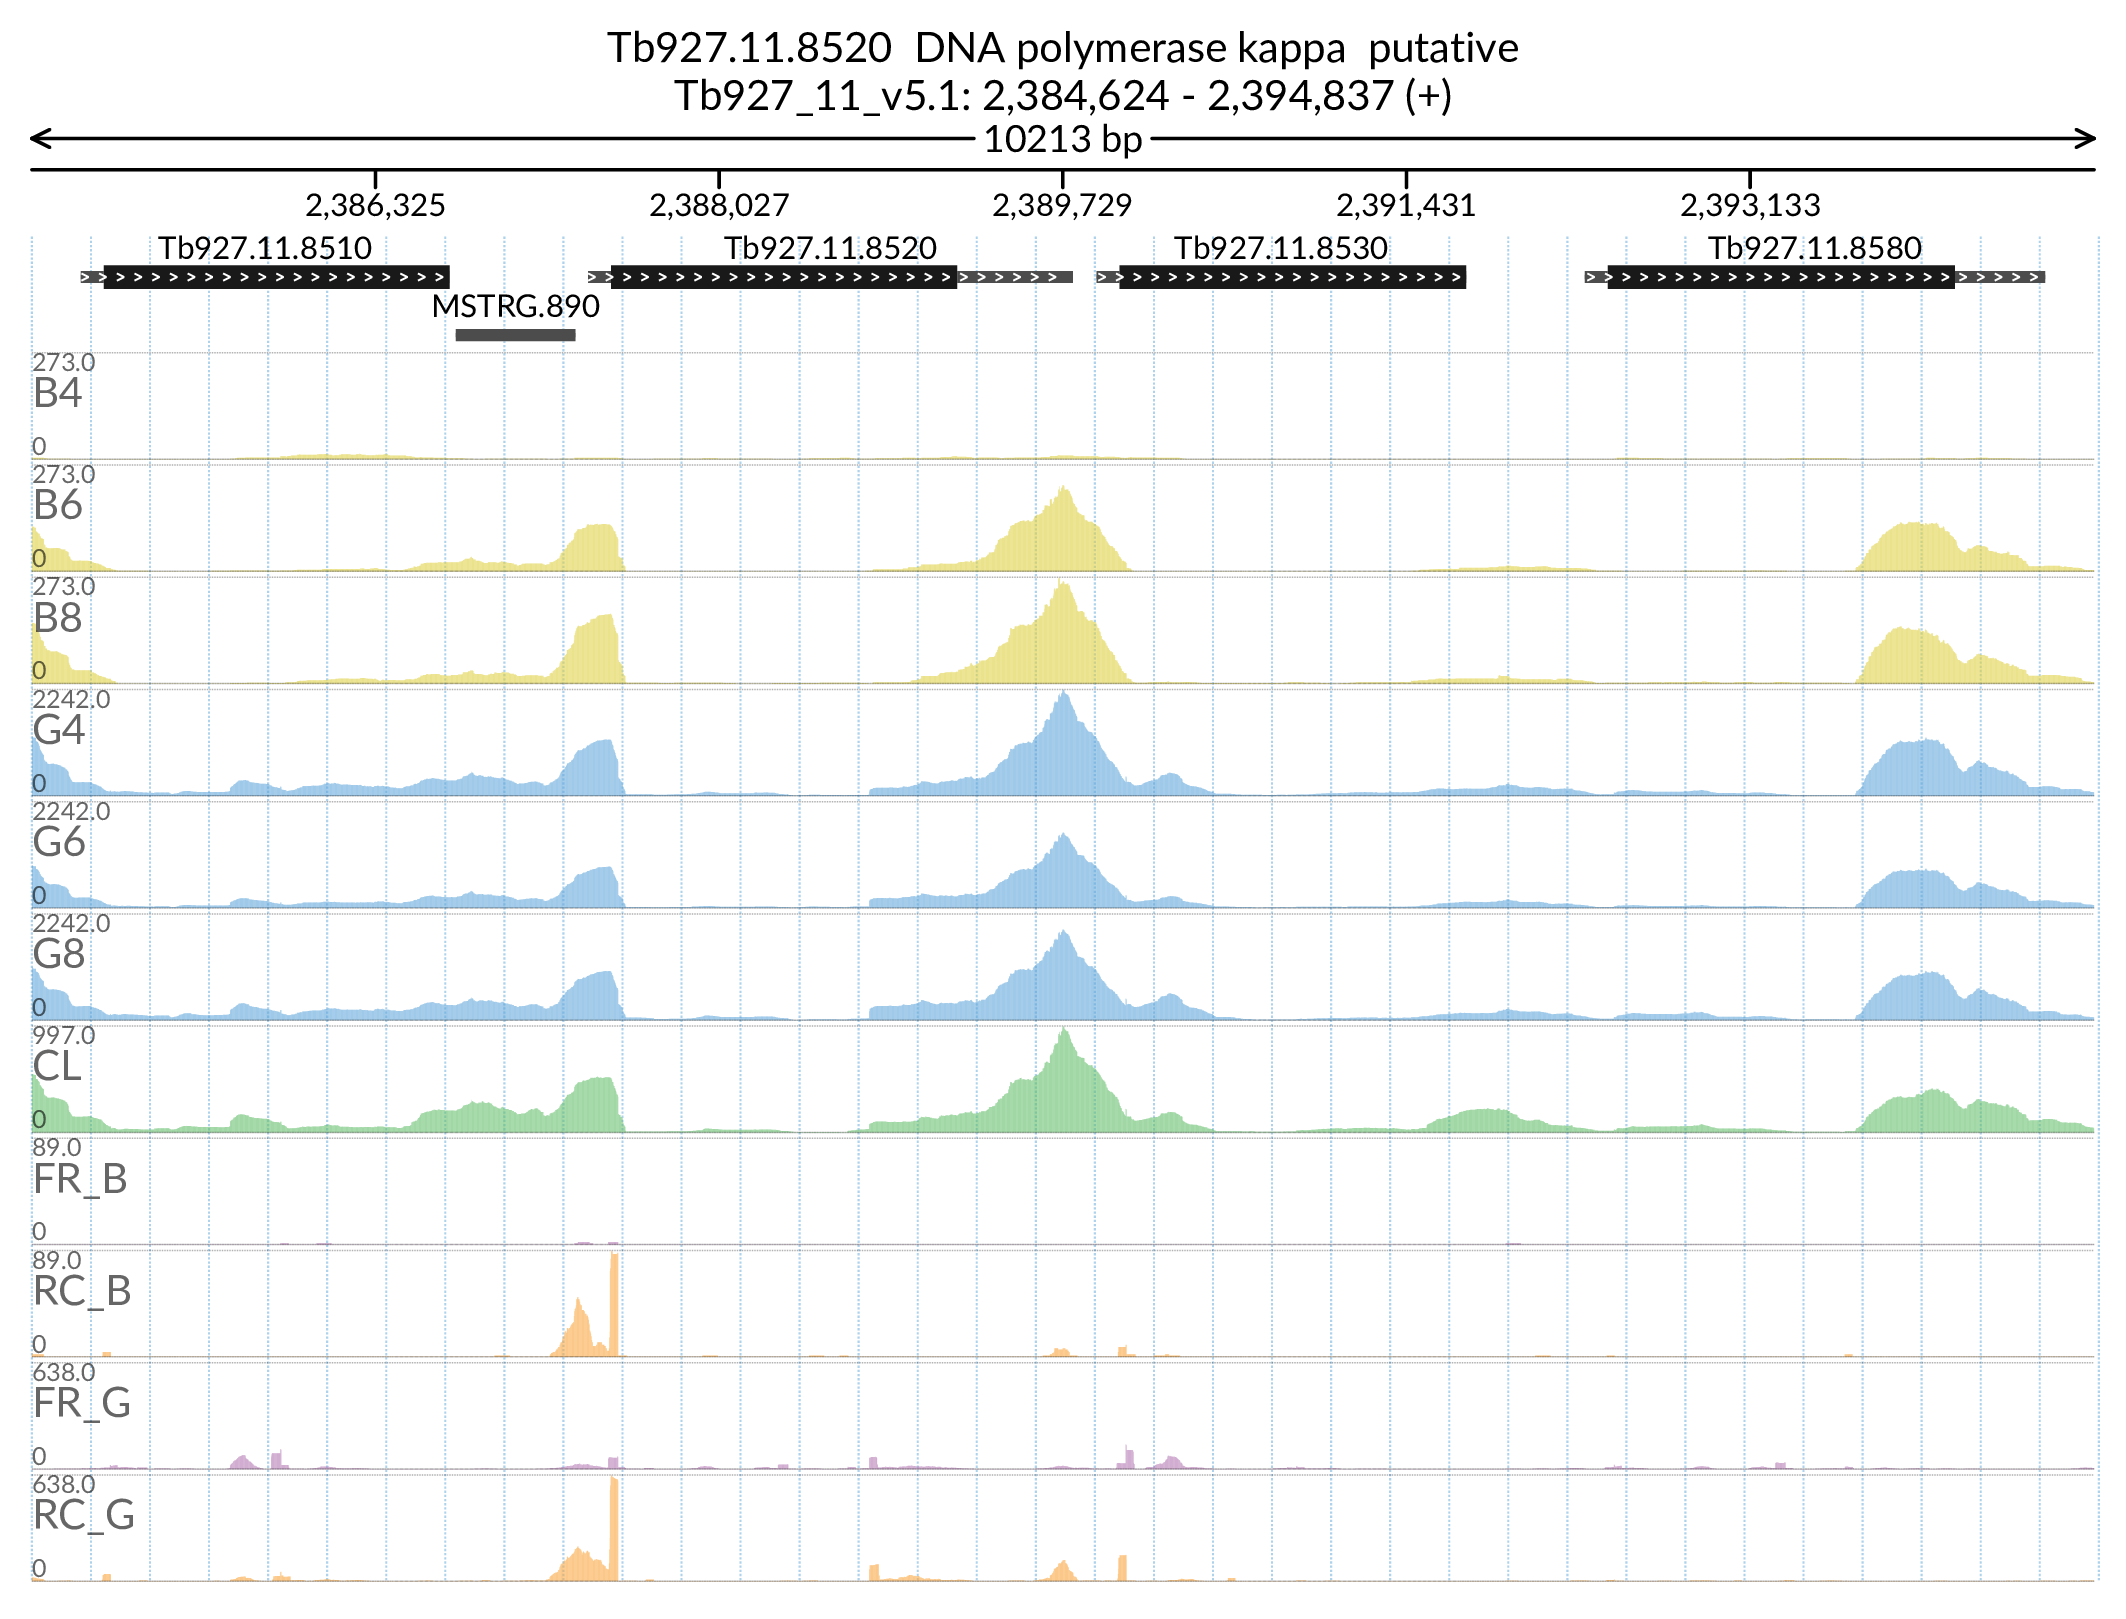 Tb927.11.8520 DNA polymerase kappa putative
Tb927_11_v5.1: 2,384,624 - 2,394,837 (+)
10213 bp
2,386,325 2,388,027 2,389,729 2,391,431 2,393,133
Tb927.11.8510 Tb927.11.8520 Tb927.11.8530 Tb927.11.8580
MSTRG.890
273.0
B4
0
273.0
B6
0
273.0
B8
0
2242.0
G4
0
2242.0
G6
0
2242.0
G8
0
997.0
CL
0
89.0
FR_B
0
89.0
RC_B
0
638.0
FR_G
0
638.0
RC_G
0